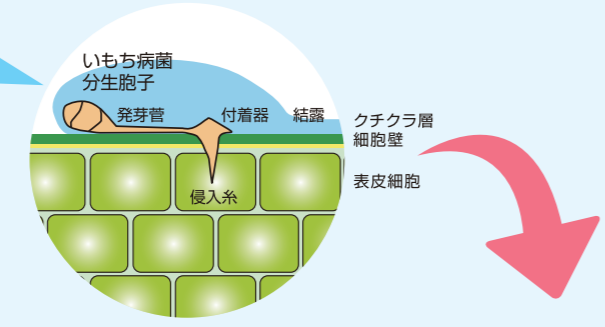 いもち病菌
分生胞子
発芽管
付着器
結露
クチクラ層
細胞壁
表皮細胞
侵入糸